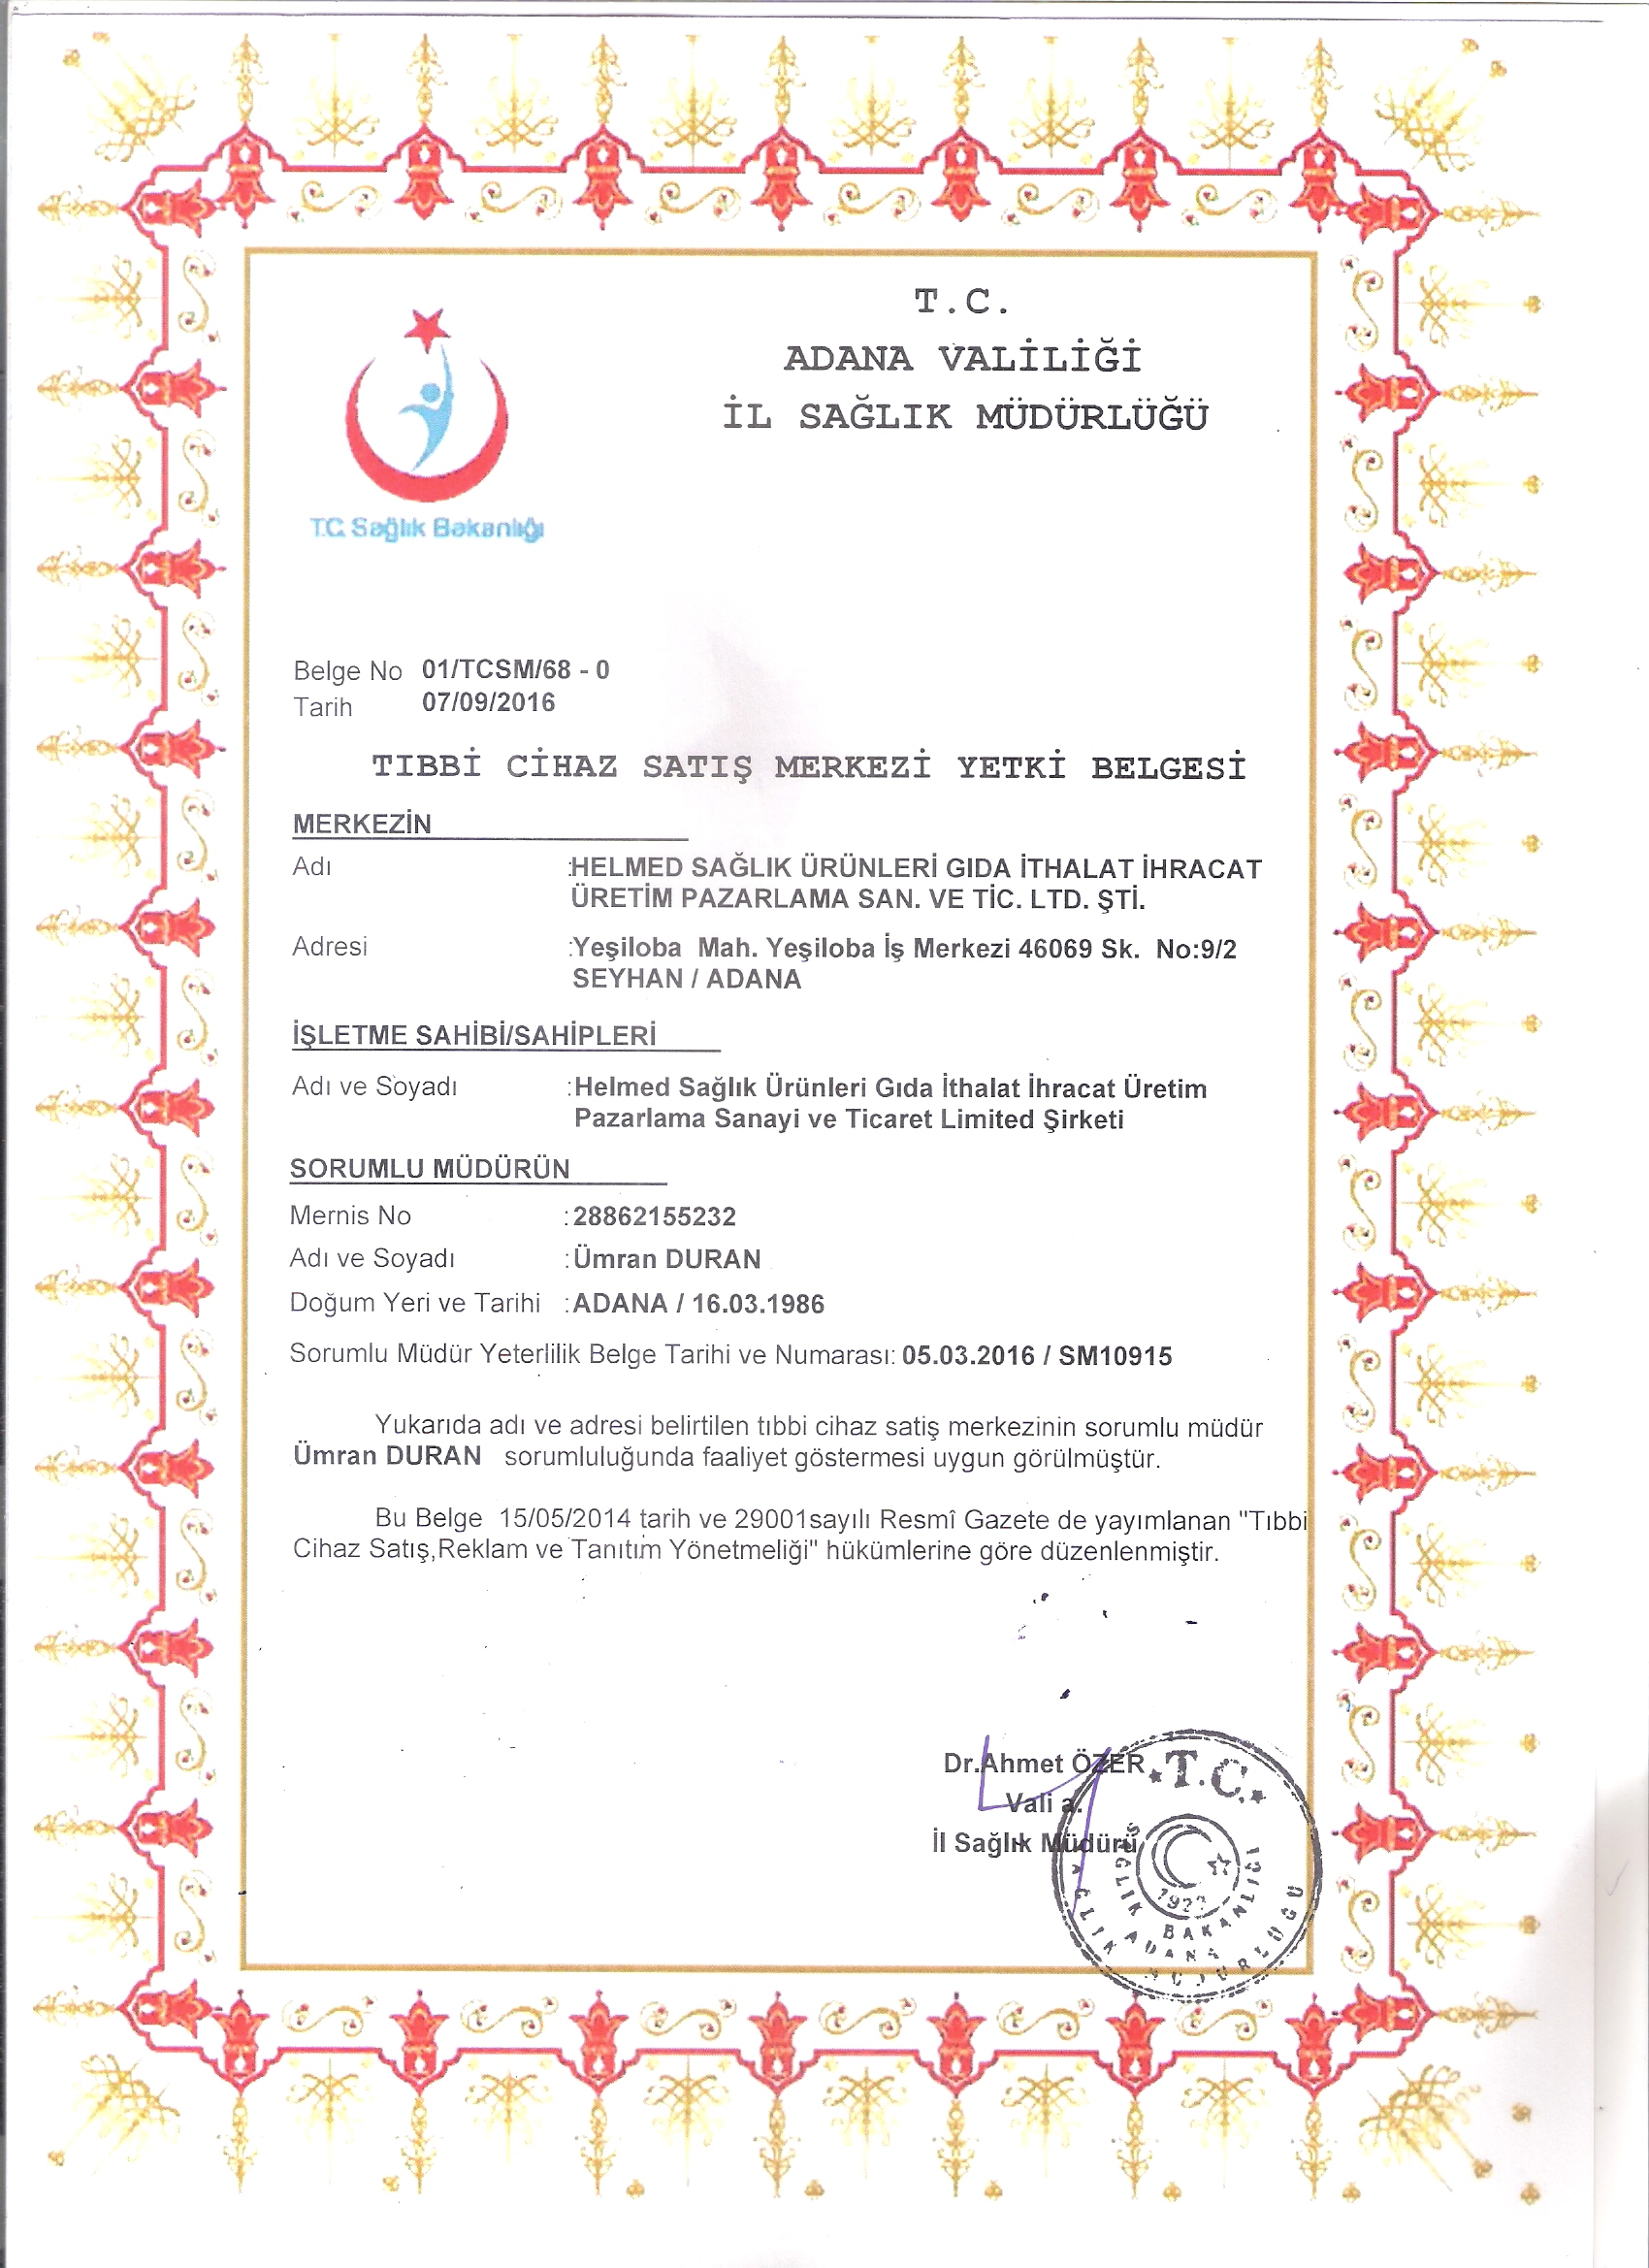 T.C.
ADANA VALİLİĞİ
İL SAĞLIK MÜDÜRLÜĞÜ
T.C. Sağlık Bakanlığı
Belge No 01/TCSM/68 - 0
Tarih 07/09/2016
TIBBİ CİHAZ SATIŞ MERKEZİ YETKİ BELGESİ
MERKEZİN
Adı :HELMED SAĞLIK ÜRÜNLERİ GIDA İTHALAT İHRACAT
ÜRETİM PAZARLAMA SAN. VE TİC. LTD. ŞTİ.
Adresi :Yeşiloba Mah. Yeşiloba İş Merkezi 46069 Sk. No:9/2
SEYHAN / ADANA
İŞLETME SAHİBİ/SAHİPLERİ
Adı ve Soyadı :Helmed Sağlık Ürünleri Gıda İthalat İhracat Üretim
Pazarlama Sanayi ve Ticaret Limited Şirketi
SORUMLU MÜDÜRÜN
Mernis No :28862155232
Adı ve Soyadı :Ümran DURAN
Doğum Yeri ve Tarihi :ADANA / 16.03.1986
Sorumlu Müdür Yeterlilik Belge Tarihi ve Numarası: 05.03.2016 / SM10915
Yukarıda adı ve adresi belirtilen tıbbi cihaz satiş merkezinin sorumlu müdür
Ümran DURAN sorumluluğunda faaliyet göstermesi uygun görülmüştür.
Bu Belge 15/05/2014 tarih ve 29001sayılı Resmî Gazete de yayımlanan "Tıbbi
Cihaz Satış,Reklam ve Tanıtım Yönetmeliği" hükümlerine göre düzenlenmiştir.
Dr.Ahmet ÖZER
Vali a.
İl Sağlık Müdürü
T.C.
SAĞLIK BAKANLIĞI
ADANA